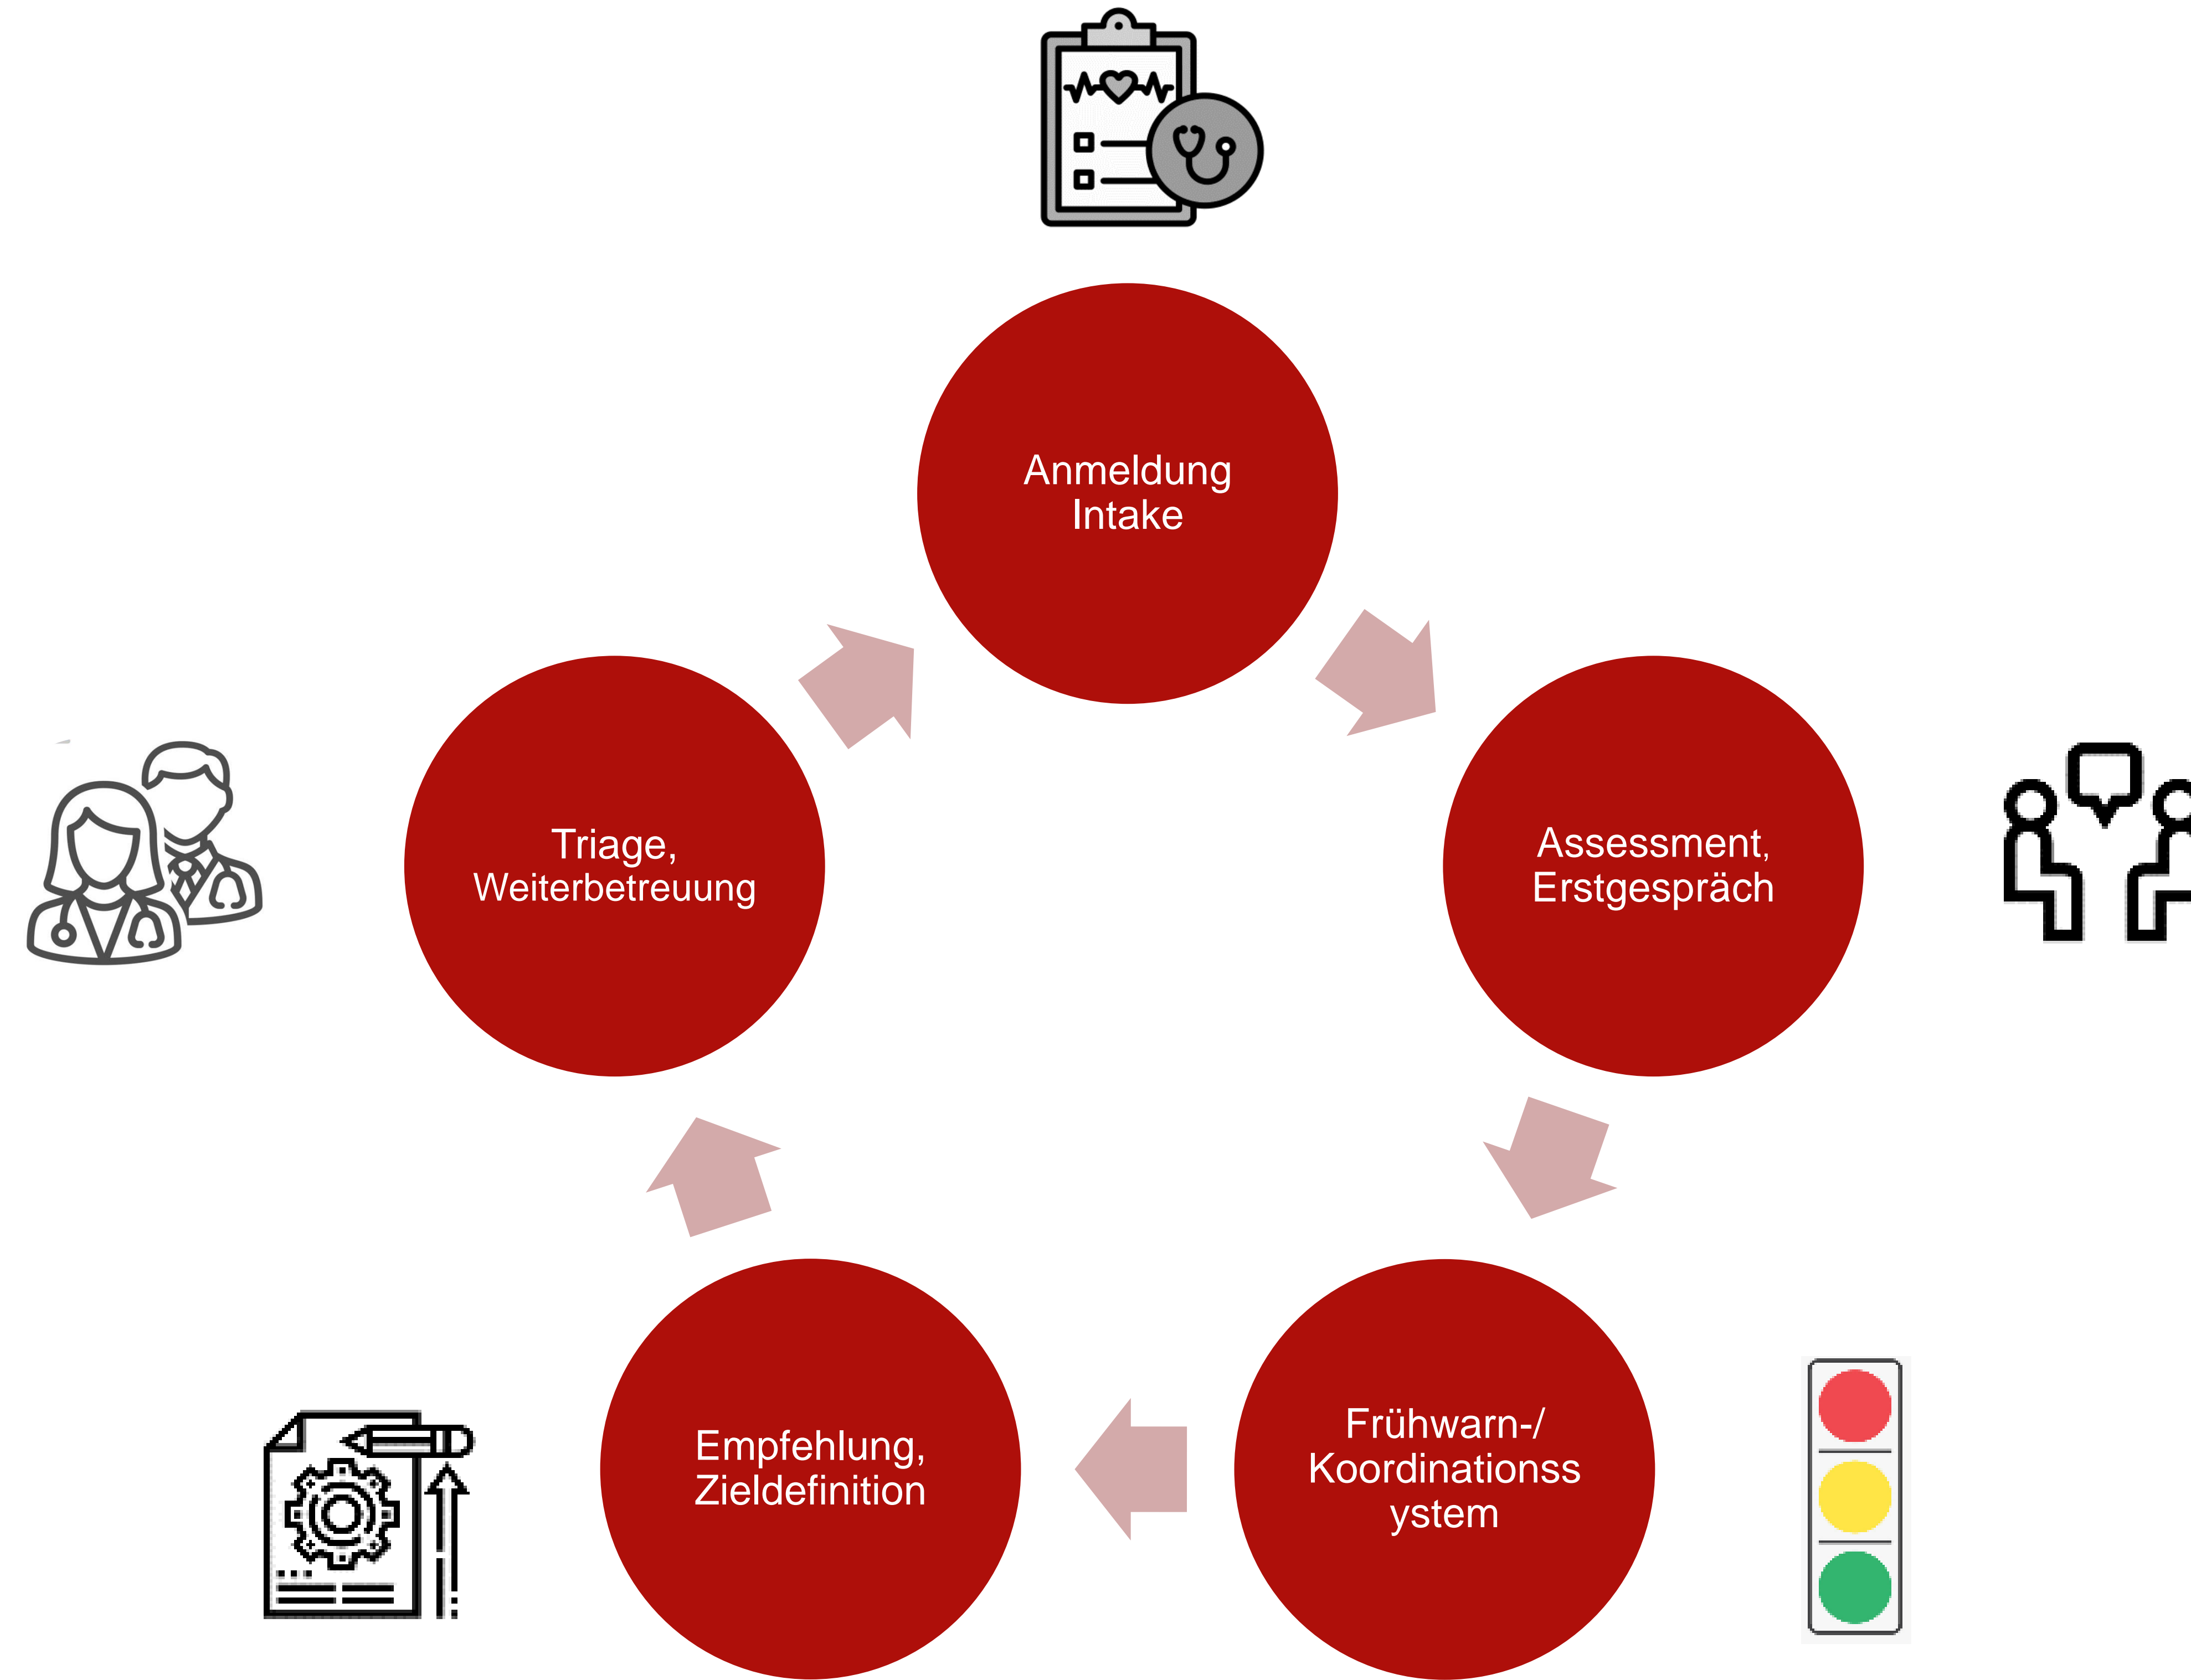 Anmeldung
Intake
Assessment,
Erstgespräch
Frühwarn-/
Koordinationss
ystem
Empfehlung,
Zieldefinition
Triage,
Weiterbetreuung